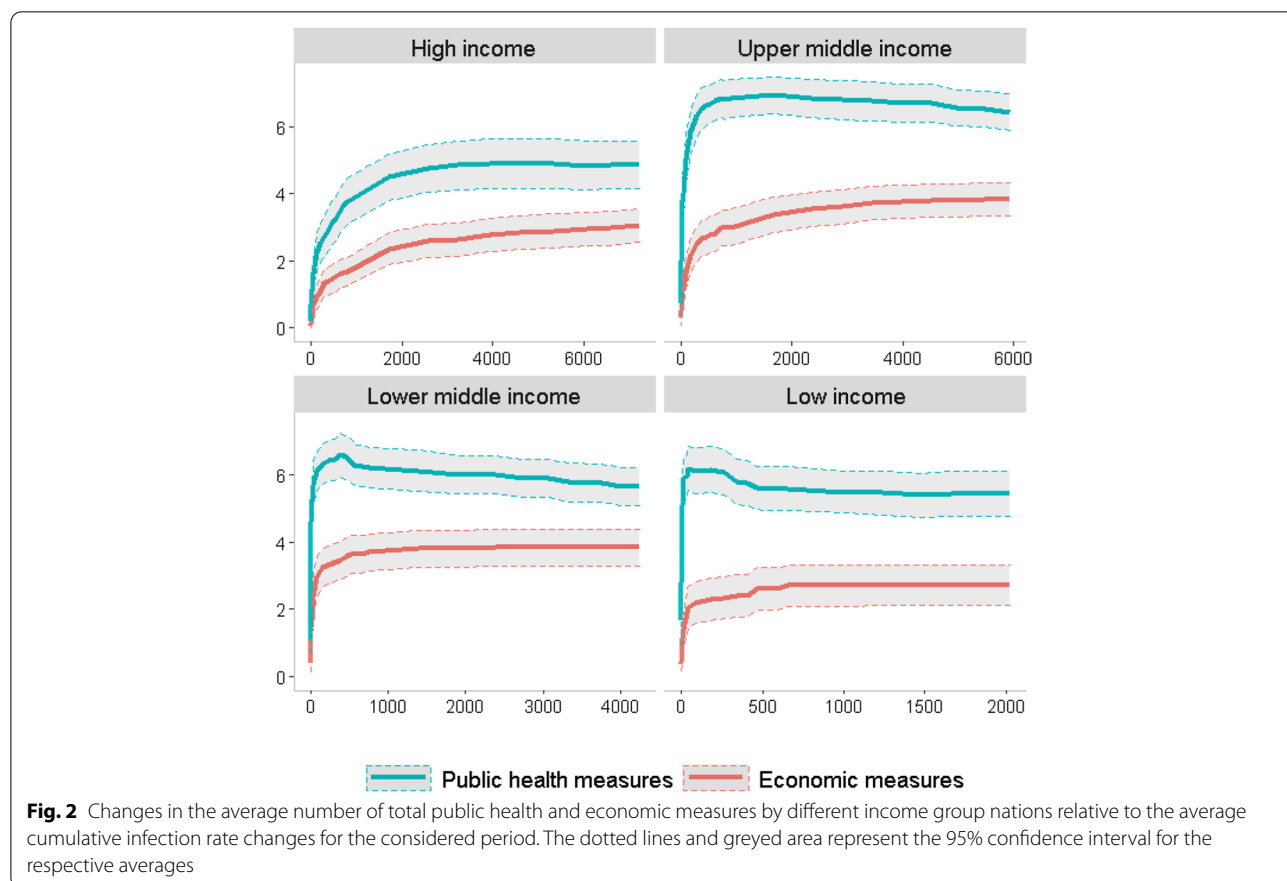 High income
Upper middle income
6
4
2
0
0 2000 4000 6000
0 2000 4000 6000
Lower middle income
Low income
6
4
2
0
0 1000 2000 3000 4000
0 500 1000 1500 2000
Public health measures Economic measures
Fig. 2 Changes in the average number of total public health and economic measures by different income group nations relative to the average
cumulative infection rate changes for the considered period. The dotted lines and greyed area represent the 95% confidence interval for the
respective averages